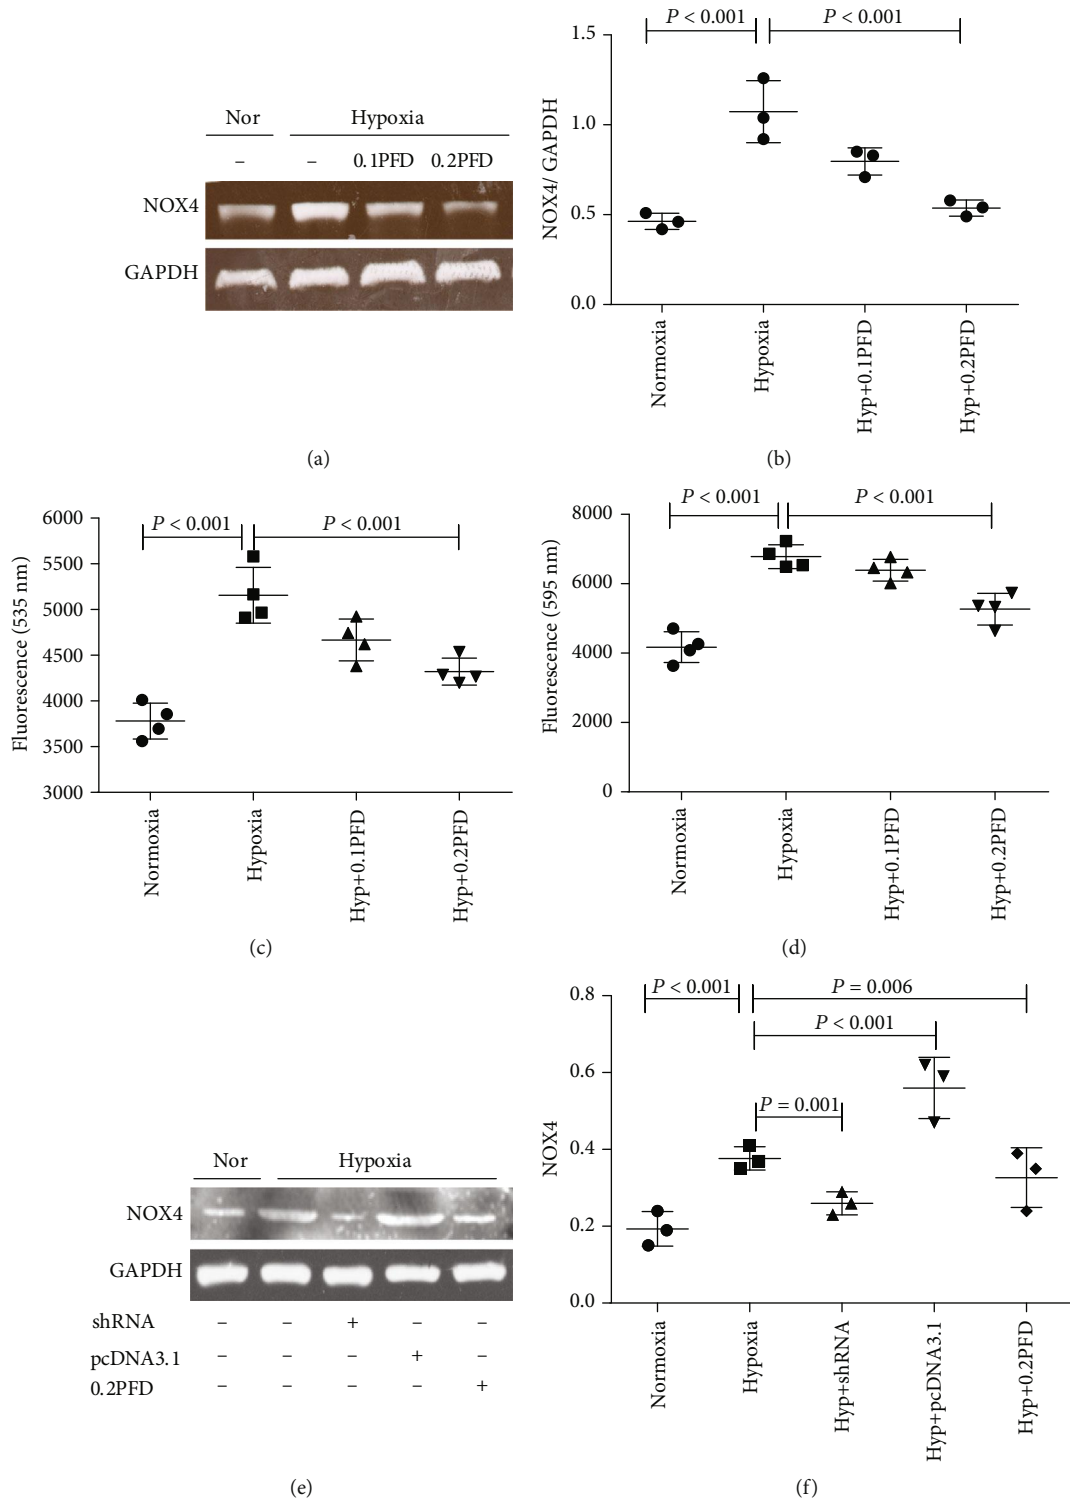 Nor Hypoxia
– – 0.1PFD 0.2PFD
NOX4
GAPDH
(a)
P < 0.001 P < 0.001
1.5
1.0
0.5
0.0
NOX4/ GAPDH
Normoxia
Hypoxia
Hyp+0.1PFD
Hyp+0.2PFD
(b)
P < 0.001 P < 0.001
6000
5500
5000
4500
4000
3500
3000
Fluorescence (535 nm)
Normoxia
Hypoxia
Hyp+0.1PFD
Hyp+0.2PFD
(c)
P < 0.001 P < 0.001
8000
6000
4000
2000
0
Fluorescence (595 nm)
Normoxia
Hypoxia
Hyp+0.1PFD
Hyp+0.2PFD
(d)
Nor Hypoxia
NOX4
GAPDH
shRNA – – + – –
pcDNA3.1 – – – + –
0.2PFD – – – – +
(e)
P < 0.001 P = 0.006
P < 0.001
P = 0.001
0.8
0.6
0.4
0.2
0.0
NOX4
Normoxia
Hypoxia
Hyp+shRNA
Hyp+pcDNA3.1
Hyp+0.2PFD
(f)